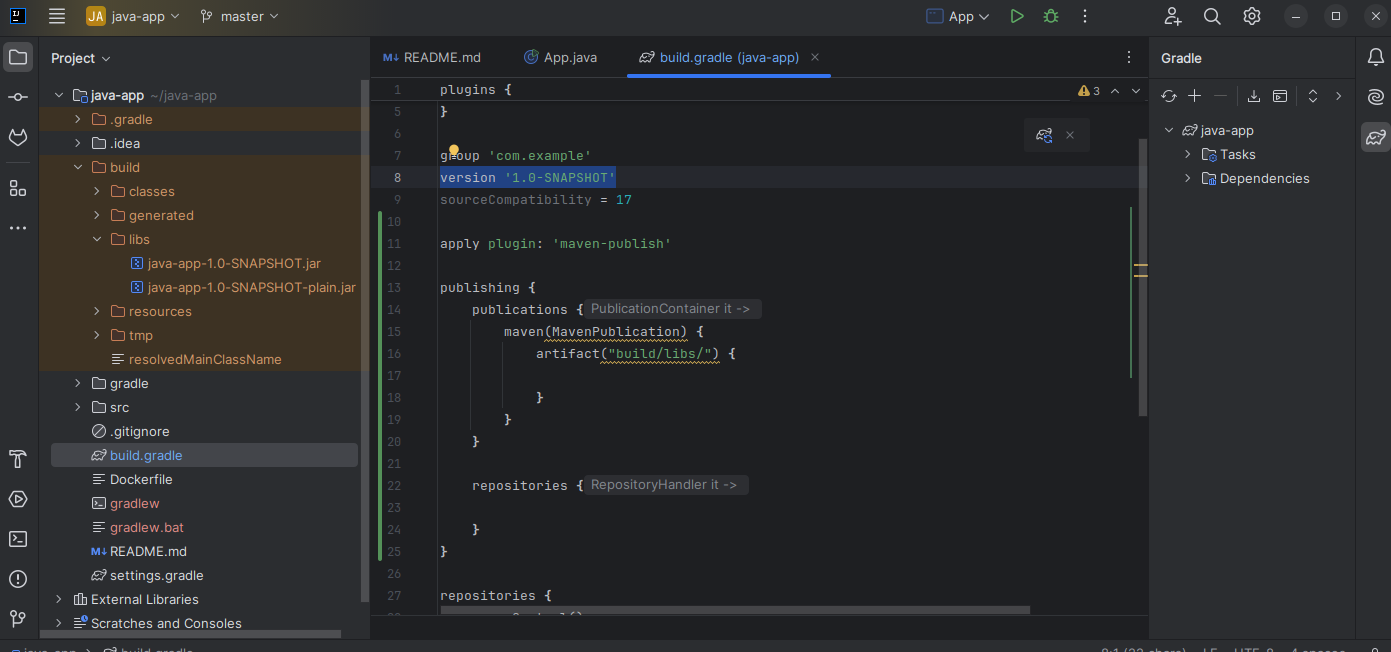 JA java-app master App
Project
README.md
App.java
build.gradle (java-app)
Gradle
java-app ~/java-app
.gradle
.idea
build
classes
generated
libs
java-app-1.0-SNAPSHOT.jar
java-app-1.0-SNAPSHOT-plain.jar
resources
tmp
resolvedMainClassName
gradle
src
.gitignore
build.gradle
Dockerfile
gradlew
gradlew.bat
M↓ README.md
settings.gradle
External Libraries
Scratches and Consoles
1 plugins {
3
5 }
6
7 group 'com.example'
8 version '1.0-SNAPSHOT'
9 sourceCompatibility = 17
10
11 apply plugin: 'maven-publish'
12
13 publishing {
14 publications { PublicationContainer it ->
15 maven(MavenPublication) {
16 artifact("build/libs/") {
17
18 }
19 }
20 }
21
22 repositories { RepositoryHandler it ->
23
24 }
25 }
26
27 repositories {
java-app
Tasks
Dependencies